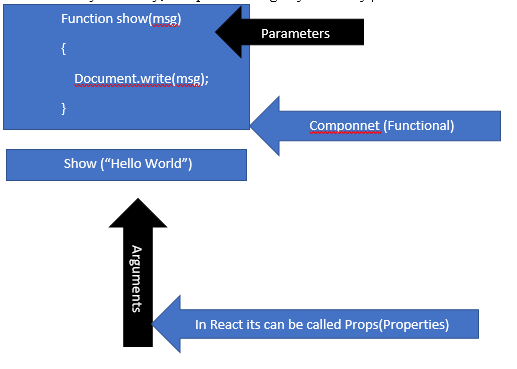 Function show(msg)
Parameters
{
Document.write(msg);
}
Componnet (Functional)
Show (“Hello World”)
Arguments
In React its can be called Props(Properties)